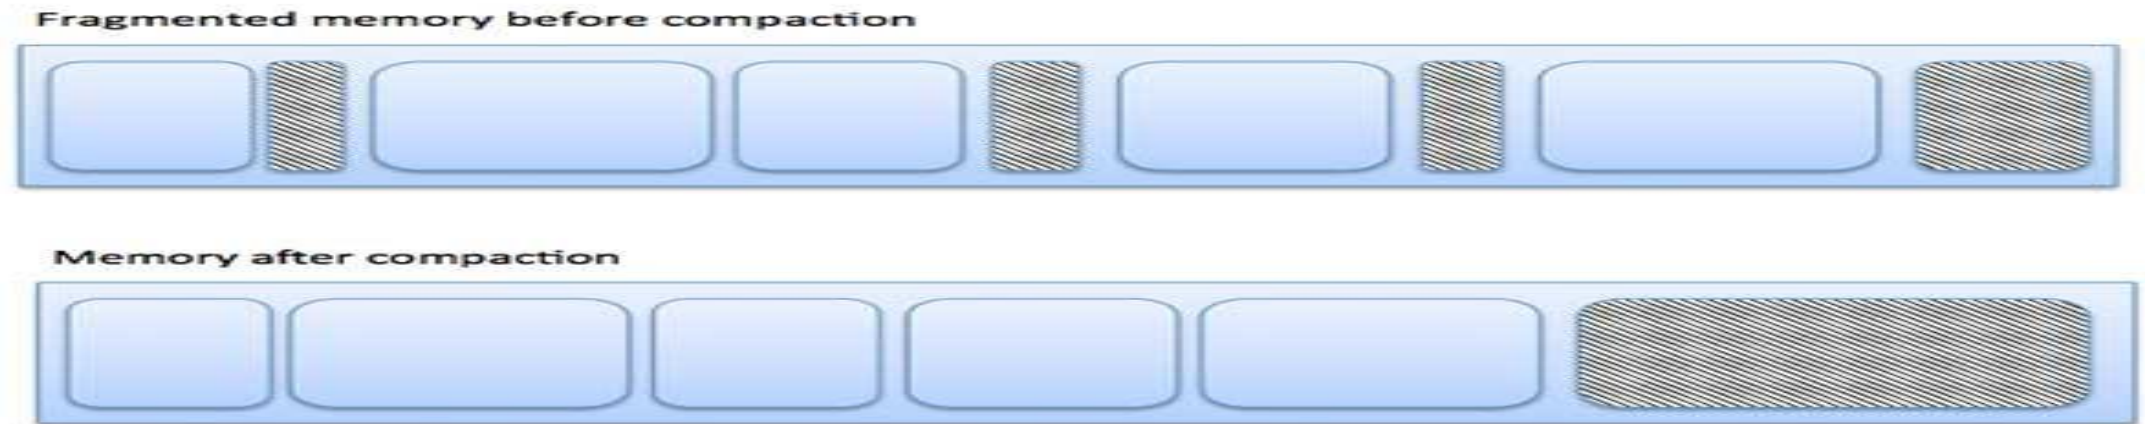 Fragmented memory before compaction
Memory after compaction